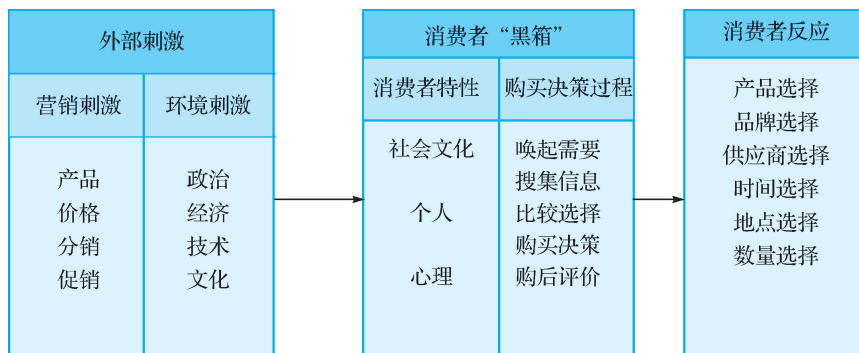 外部刺激
营销刺激
环境刺激
产品
价格
分销
促销
政治
经济
技术
文化
消费者“黑箱”
消费者特性
购买决策过程
社会文化
个人
心理
唤起需要
搜集信息
比较选择
购买决策
购后评价
消费者反应
产品选择
品牌选择
供应商选择
时间选择
地点选择
数量选择